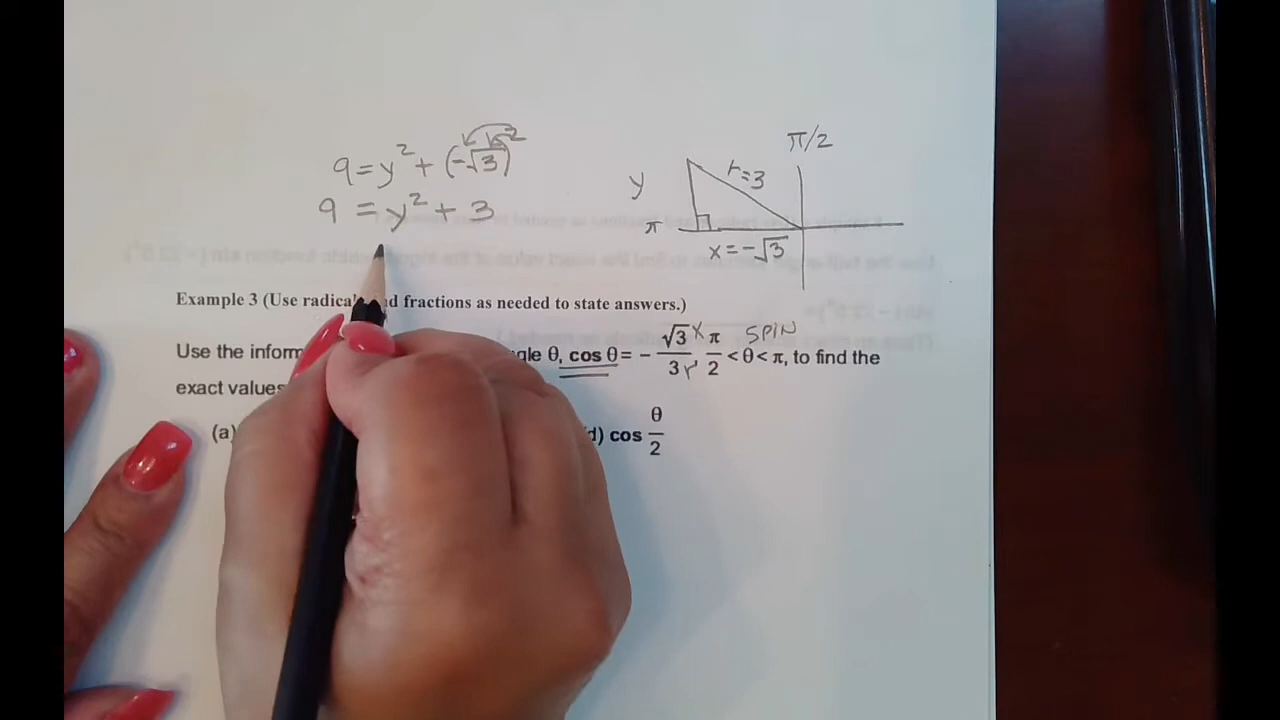 π/2
9 = y² + (-√3)²
y
r=3
9 = y² + 3
π
x=-√3
Example 3 (Use radical d fractions as needed to state answers.)
x
SPIN
Use the inform gle θ, cos θ = - √3/3, π/2 < θ < π, to find the
r
exact values
(a) d) cos θ/2